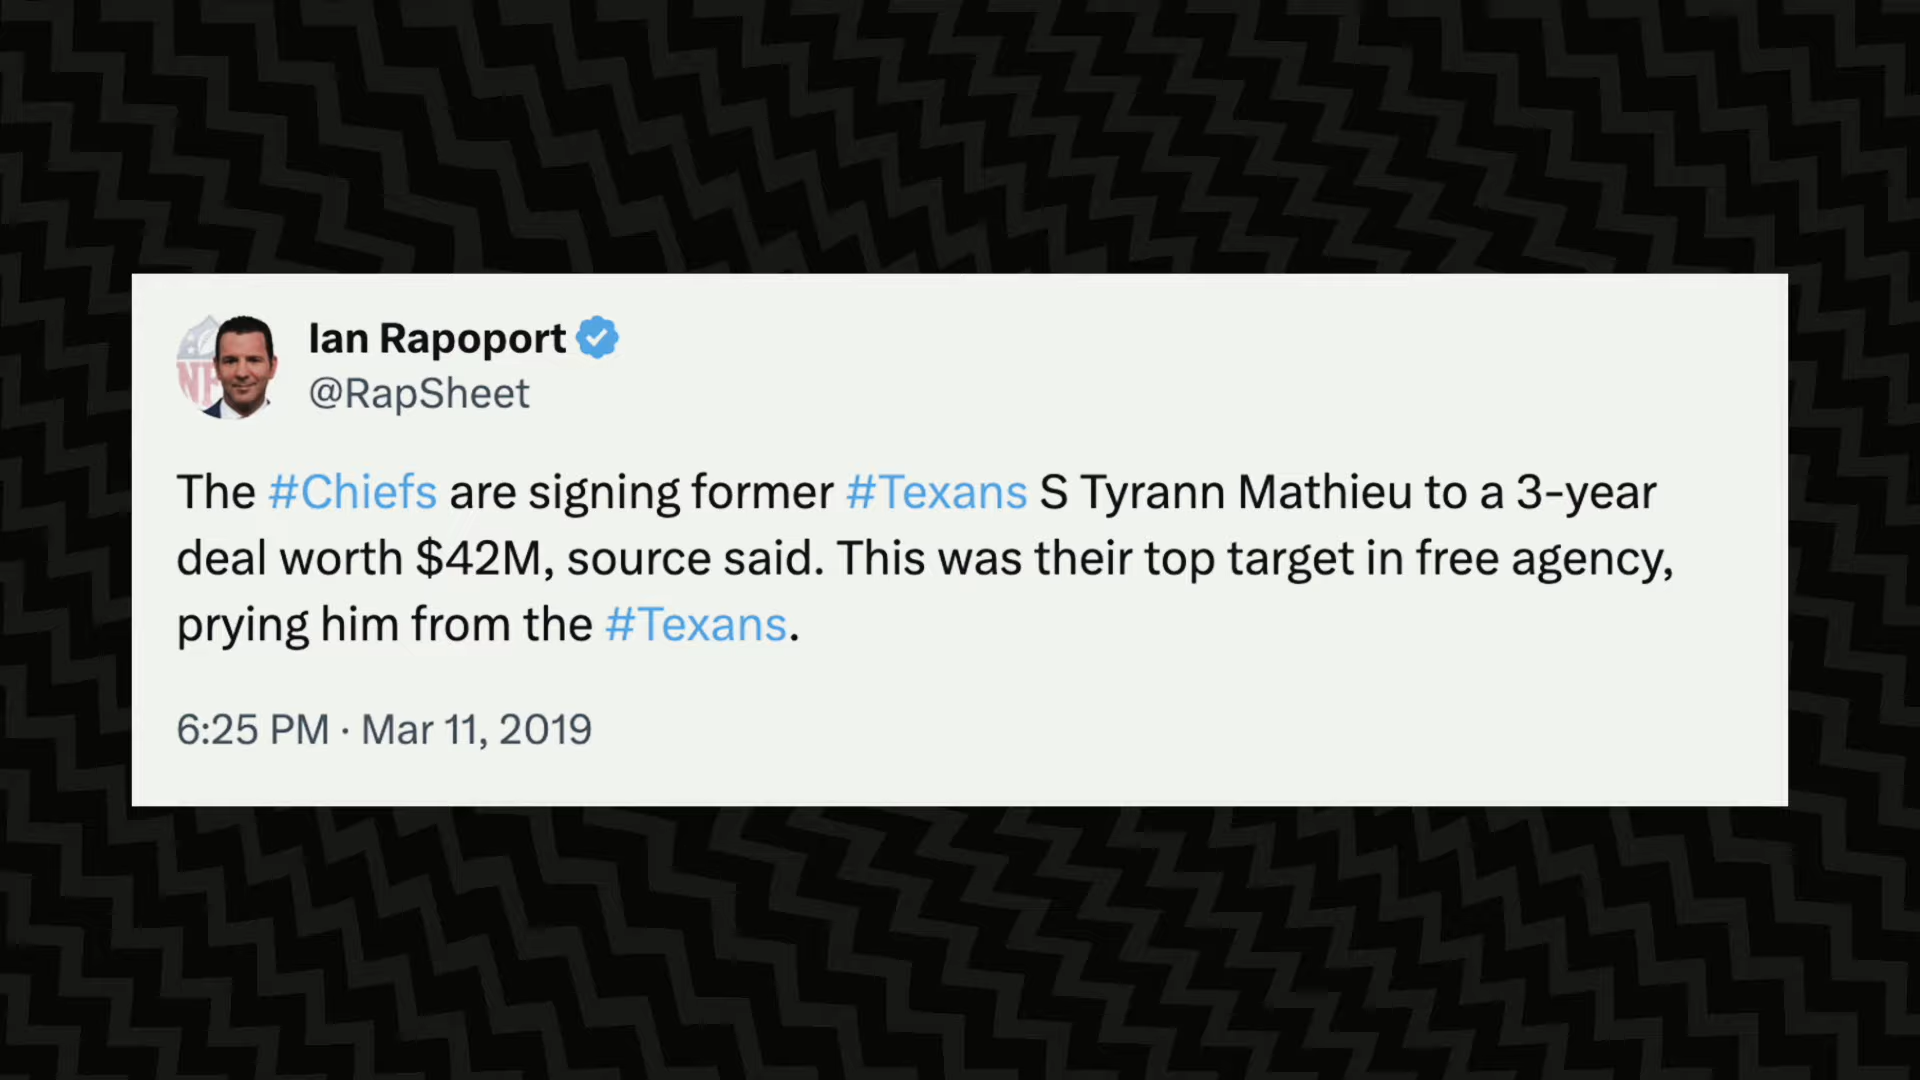 Ian Rapoport
@RapSheet
The #Chiefs are signing former #Texans S Tyrann Mathieu to a 3-year
deal worth $42M, source said. This was their top target in free agency,
prying him from the #Texans.
6:25 PM · Mar 11, 2019